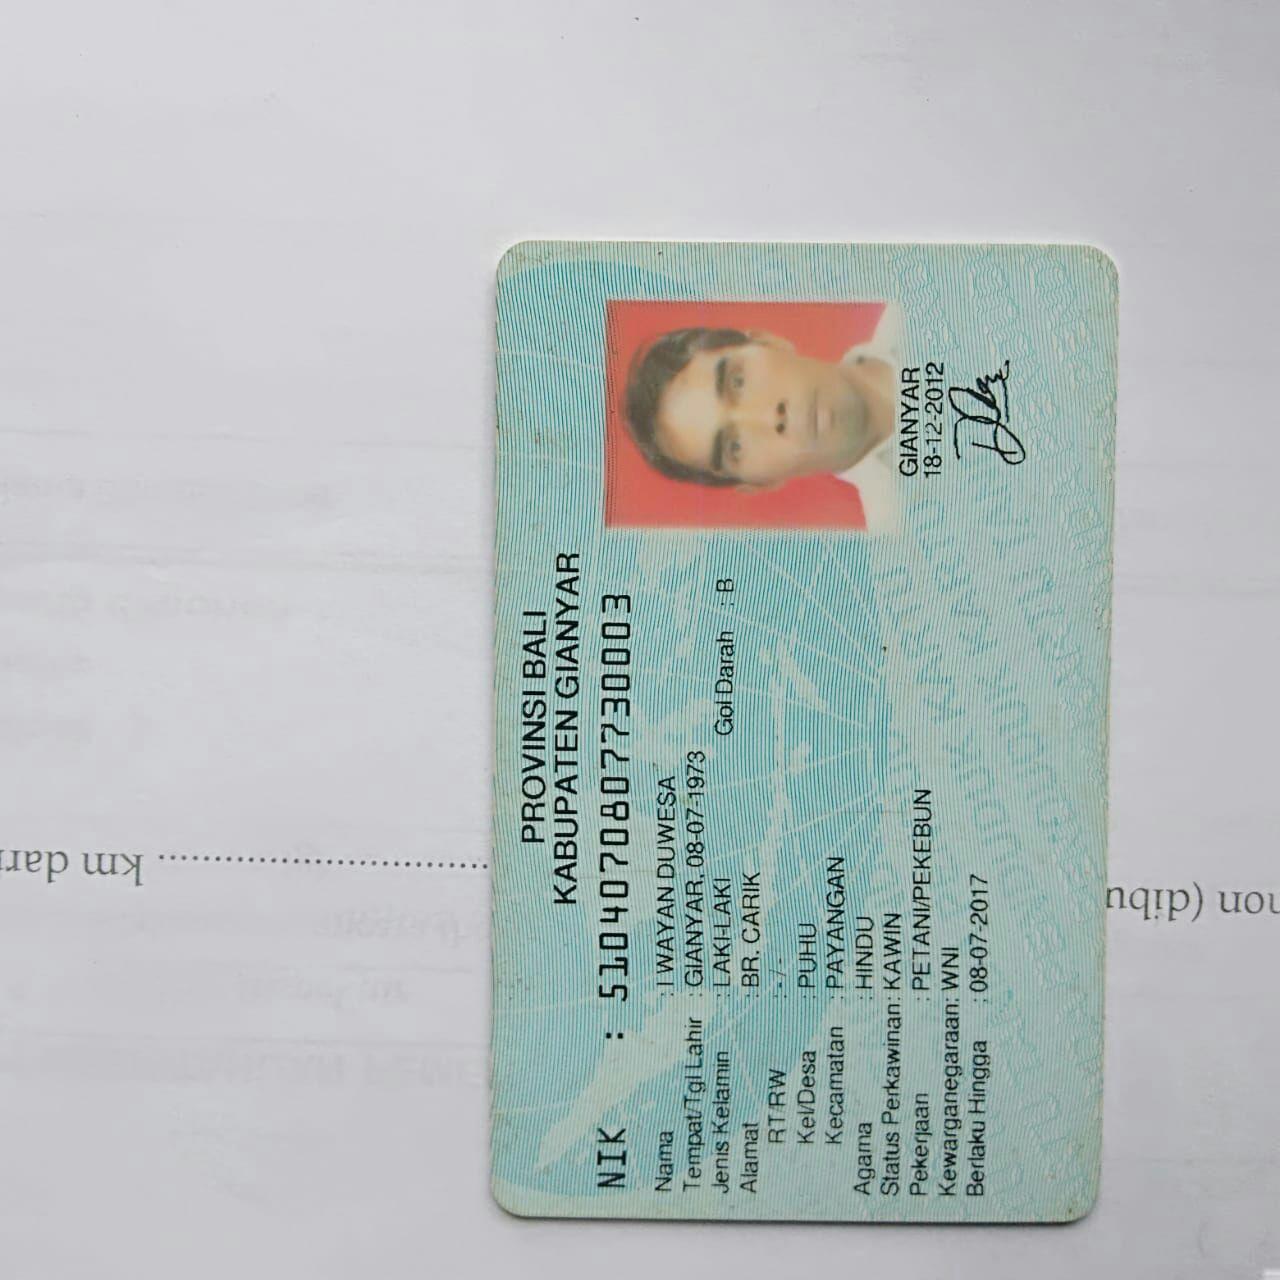 PROVINSI BALI
KABUPATEN GIANYAR
NIK : 5104070807730003
Nama : I WAYAN DUWESA
Tempat/Tgl Lahir : GIANYAR, 08-07-1973
Jenis Kelamin : LAKI-LAKI Gol Darah : B
Alamat : BR. CARIK
RT/RW : - / -
Kel/Desa : PUHU
Kecamatan : PAYANGAN
Agama : HINDU
Status Perkawinan: KAWIN
Pekerjaan : PETANI/PEKEBUN
Kewarganegaraan: WNI
Berlaku Hingga : 08-07-2017
GIANYAR
18-12-2012
km dari